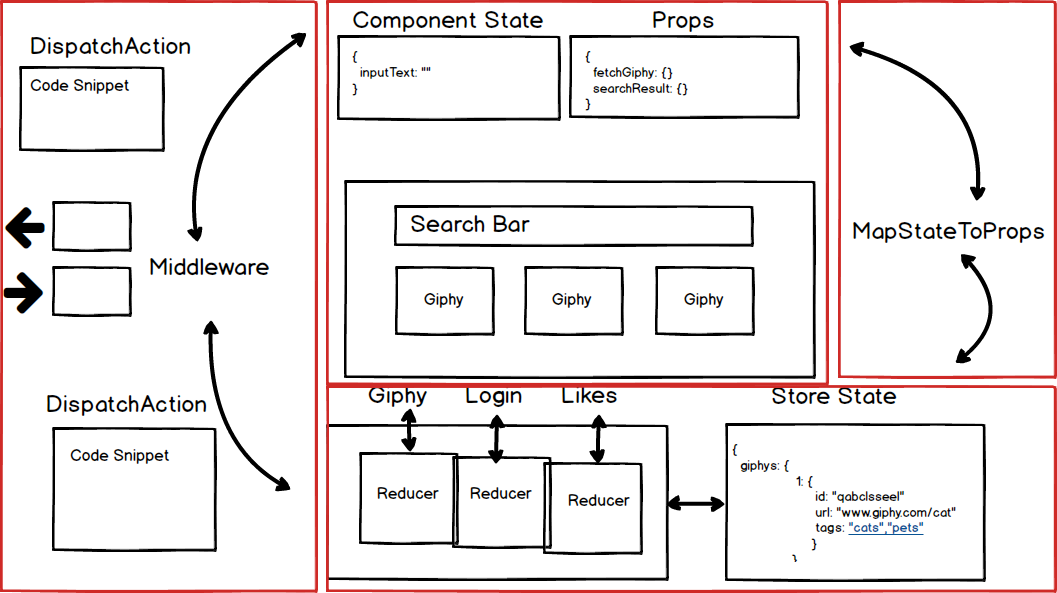 DispatchAction
Code Snippet
Middleware
DispatchAction
Code Snippet
Component State
{
inputText: ""
}
Props
{
fetchGiphy: {}
searchResult: {}
}
Search Bar
Giphy
Giphy
Giphy
MapStateToProps
Giphy
Login
Likes
Reducer
Reducer
Reducer
Store State
{
giphys: {
1: {
id: "qabclsseel"
url: "www.giphy.com/cat"
tags: "cats","pets"
}
}